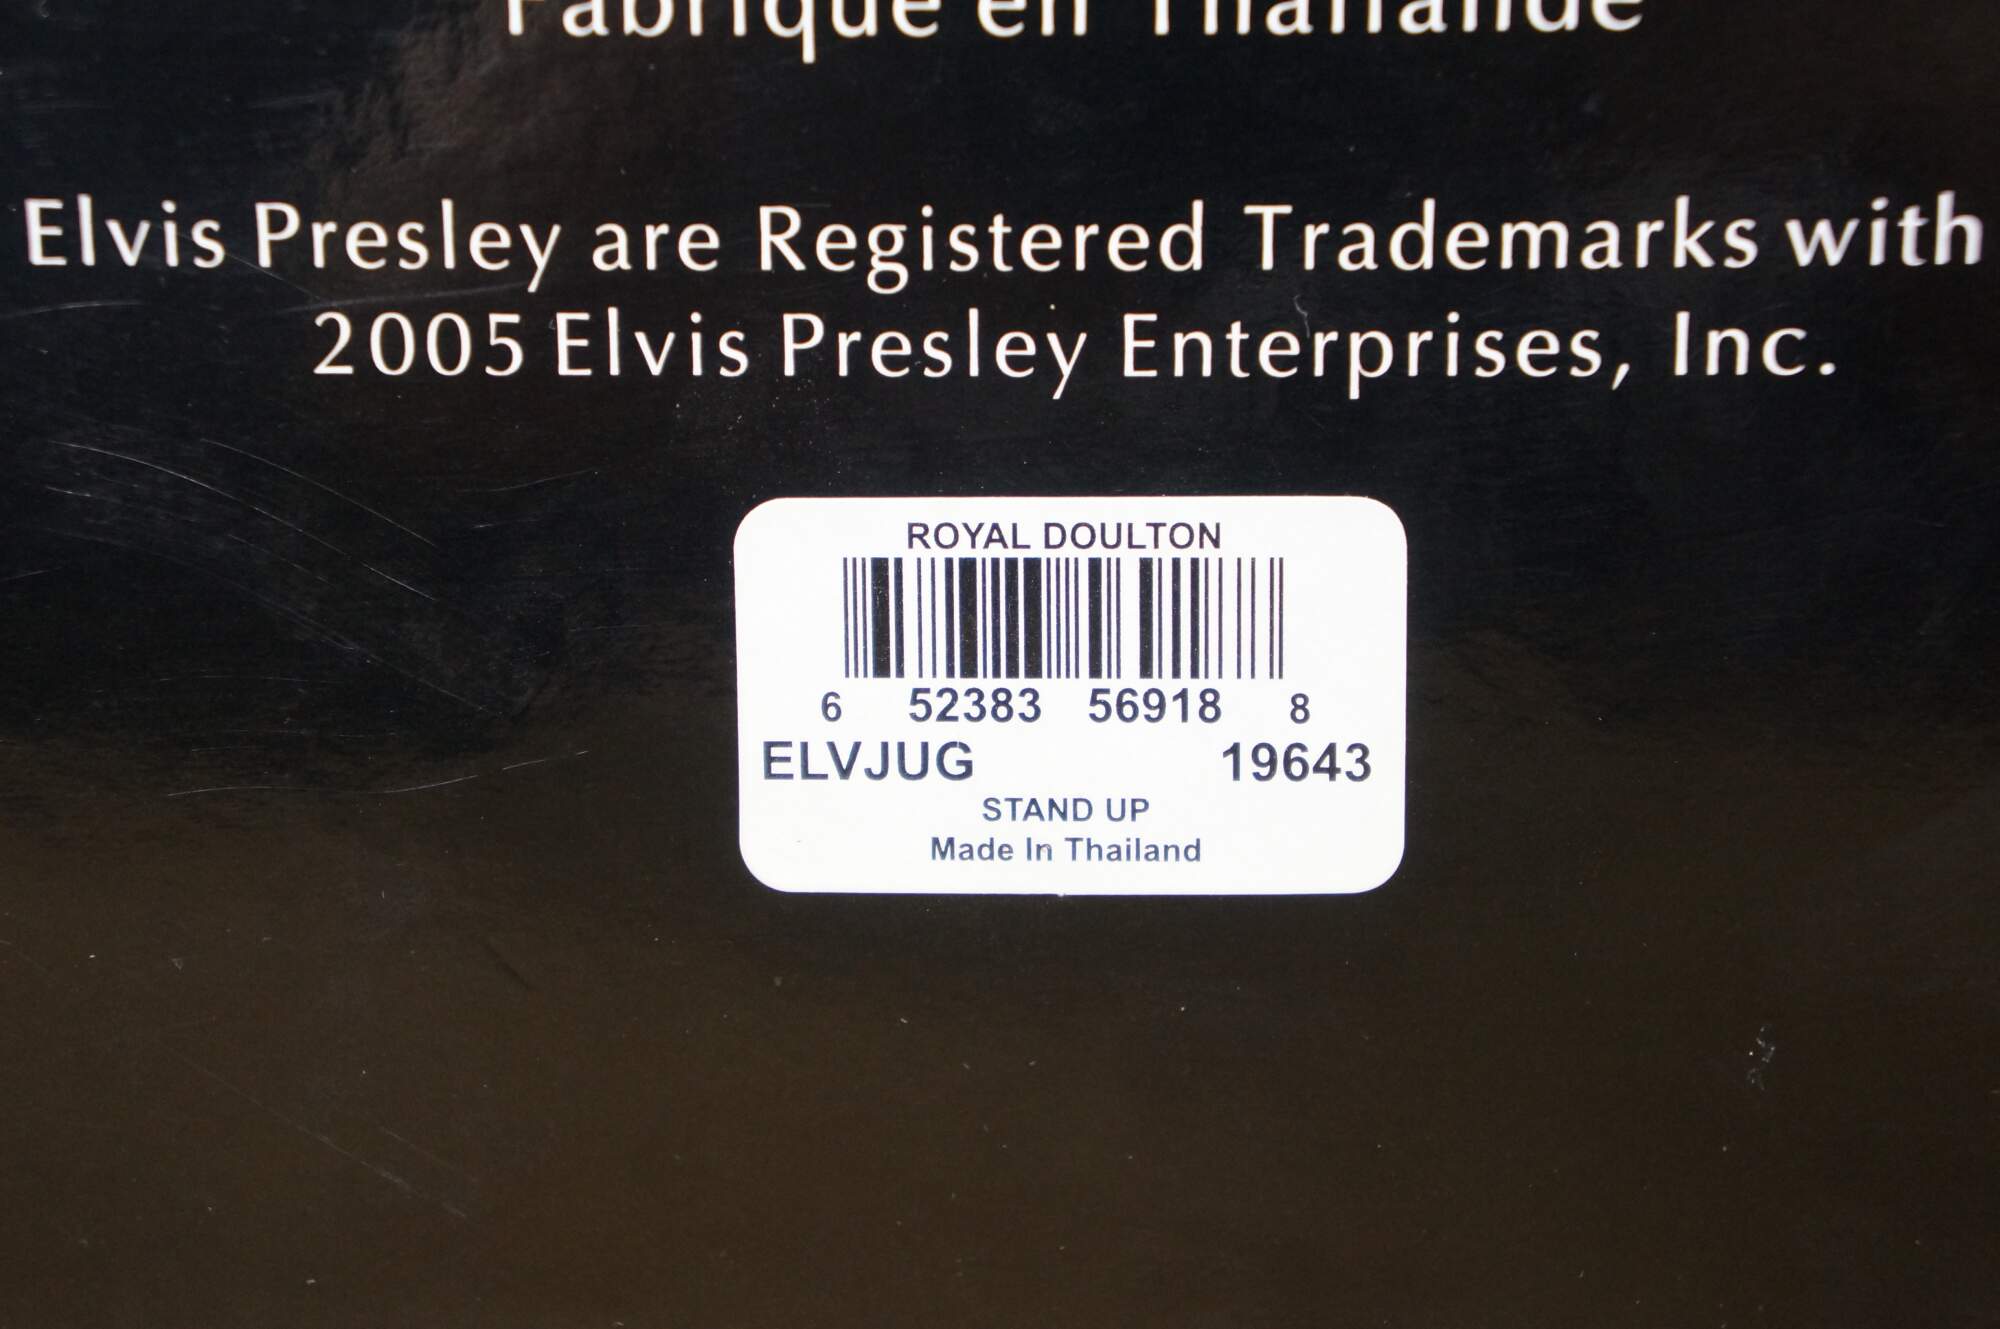 Fabriqué en Thaïlande
Elvis Presley are Registered Trademarks with
2005 Elvis Presley Enterprises, Inc.
ROYAL DOULTON
6 52383 56918 8
ELVJUG 19643
STAND UP
Made In Thailand